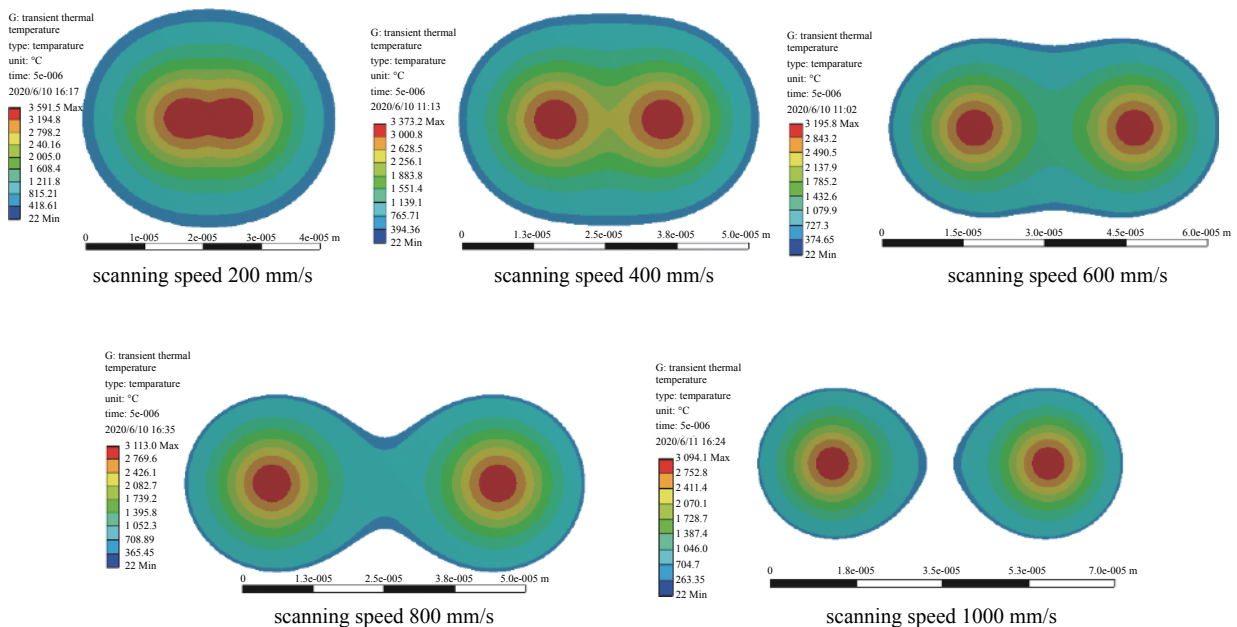 G: transient thermal
temperature
type: temparature
unit: °C
time: 5e-006
2020/6/10 16:17
3 591.5 Max
3 194.8
2 798.2
2 40.16
2 005.0
1 608.4
1 211.8
815.21
418.61
22 Min
0 1e-005 2e-005 3e-005 4e-005 m
scanning speed 200 mm/s
G: transient thermal
temperature
type: temparature
unit: °C
time: 5e-006
2020/6/10 11:13
3 373.2 Max
3 000.8
2 628.5
2 256.1
1 883.8
1 551.4
1 139.1
765.71
394.36
22 Min
0 1.3e-005 2.5e-005 3.8e-005 5.0e-005 m
scanning speed 400 mm/s
G: transient thermal
temperature
type: temparature
unit: °C
time: 5e-006
2020/6/10 11:02
3 195.8 Max
2 843.2
2 490.5
2 137.9
1 785.2
1 432.6
1 079.9
727.3
374.65
22 Min
0 1.5e-005 3.0e-005 4.5e-005 6.0e-005 m
scanning speed 600 mm/s
G: transient thermal
temperature
type: temparature
unit: °C
time: 5e-006
2020/6/10 16:35
3 113.0 Max
2 769.6
2 426.1
2 082.7
1 739.2
1 395.8
1 052.3
708.89
365.45
22 Min
0 1.3e-005 2.5e-005 3.8e-005 5.0e-005 m
scanning speed 800 mm/s
G: transient thermal
temperature
type: temparature
unit: °C
time: 5e-006
2020/6/11 16:24
3 094.1 Max
2 752.8
2 411.4
2 070.1
1 728.7
1 387.4
1 046.0
704.7
263.35
22 Min
0 1.8e-005 3.5e-005 5.3e-005 7.0e-005 m
scanning speed 1000 mm/s